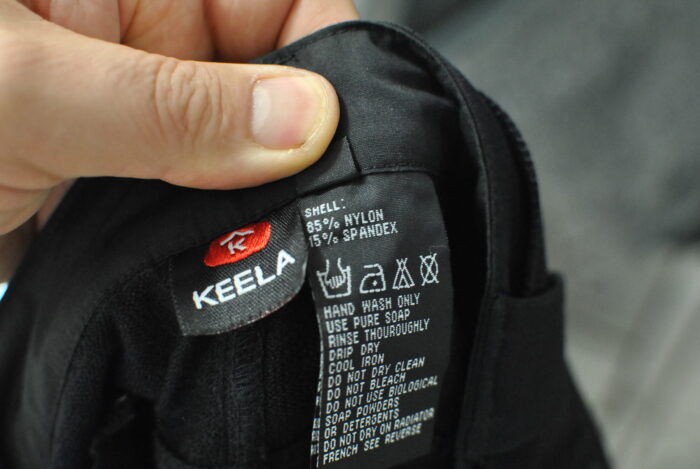 KEELA
SHELL:
85% NYLON
15% SPANDEX
HAND WASH ONLY
USE PURE SOAP
RINSE THOUROUGHLY
DRIP DRY
COOL IRON
DO NOT DRY CLEAN
DO NOT BLEACH
DO NOT USE BIOLOGICAL
SOAP POWDERS
OR DETERGENTS
DO NOT DRY ON RADIATOR
FRENCH SEE REVERSE